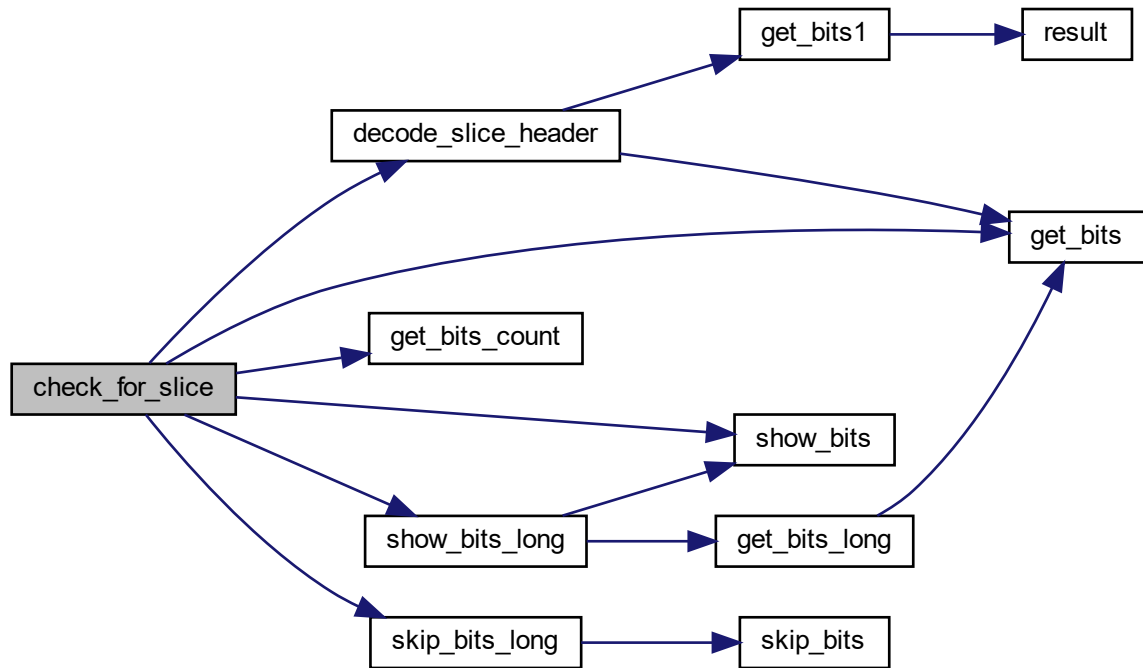 get_bits1
result
decode_slice_header
get_bits
get_bits_count
check_for_slice
show_bits
show_bits_long
get_bits_long
skip_bits_long
skip_bits